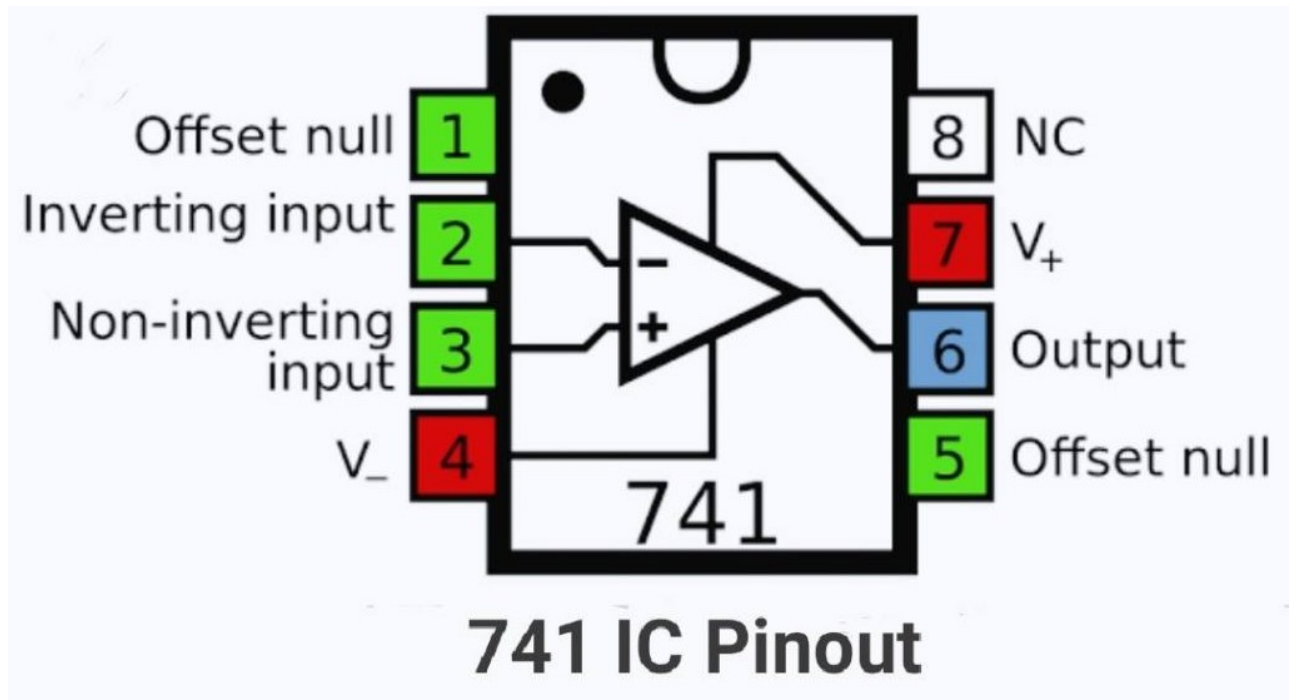 Offset null 1
Inverting input 2
Non-inverting
input 3
V_ 4
8 NC
7 V+
6 Output
5 Offset null
−
+
741
741 IC Pinout